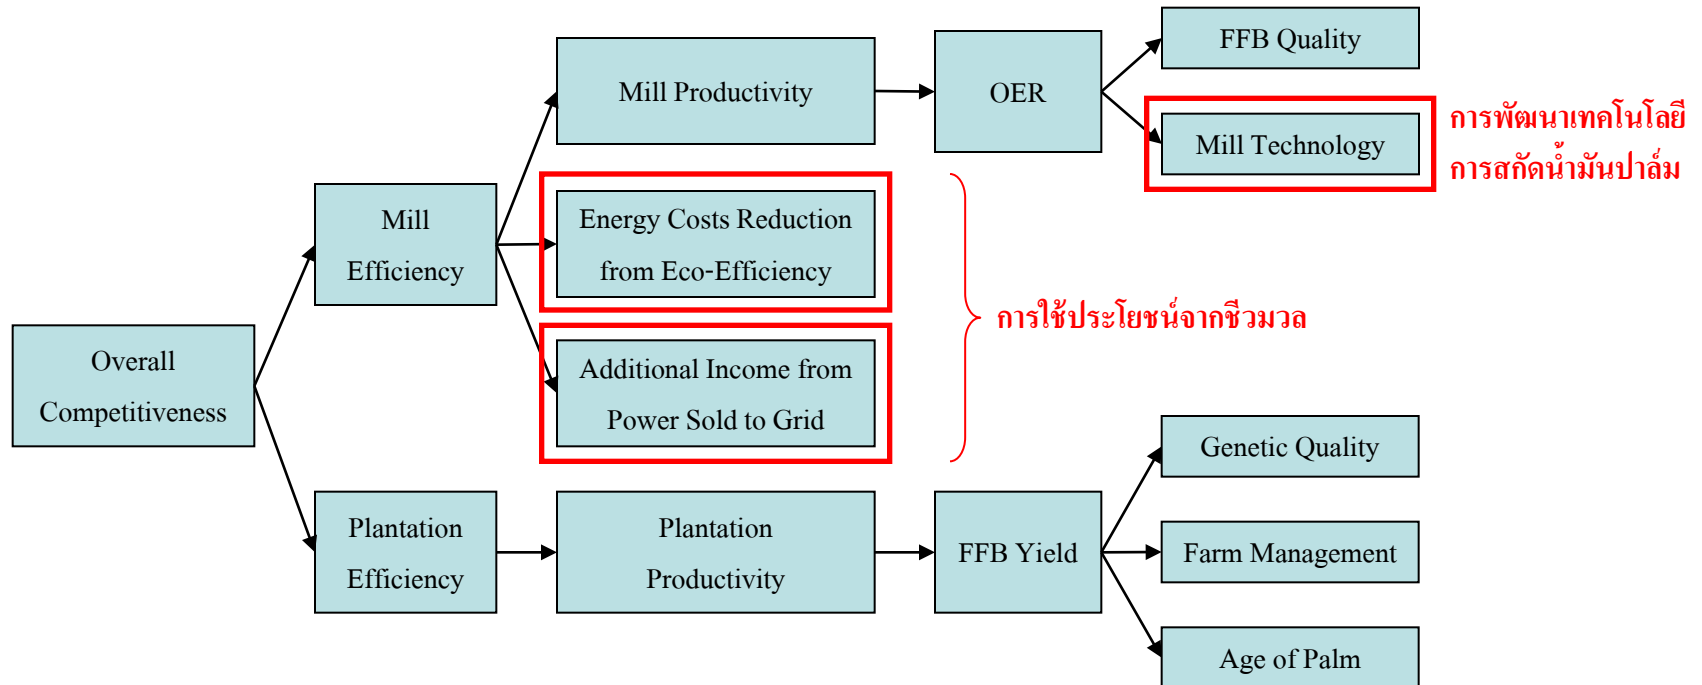 FFB Quality
Mill Productivity
OER
Mill Technology
การพัฒนาเทคโนโลยี
การสกัดน้ำมันปาล์ม
Mill
Efficiency
Energy Costs Reduction
from Eco-Efficiency
การใช้ประโยชน์จากชีวมวล
Overall
Competitiveness
Additional Income from
Power Sold to Grid
Genetic Quality
Plantation
Efficiency
Plantation
Productivity
FFB Yield
Farm Management
Age of Palm